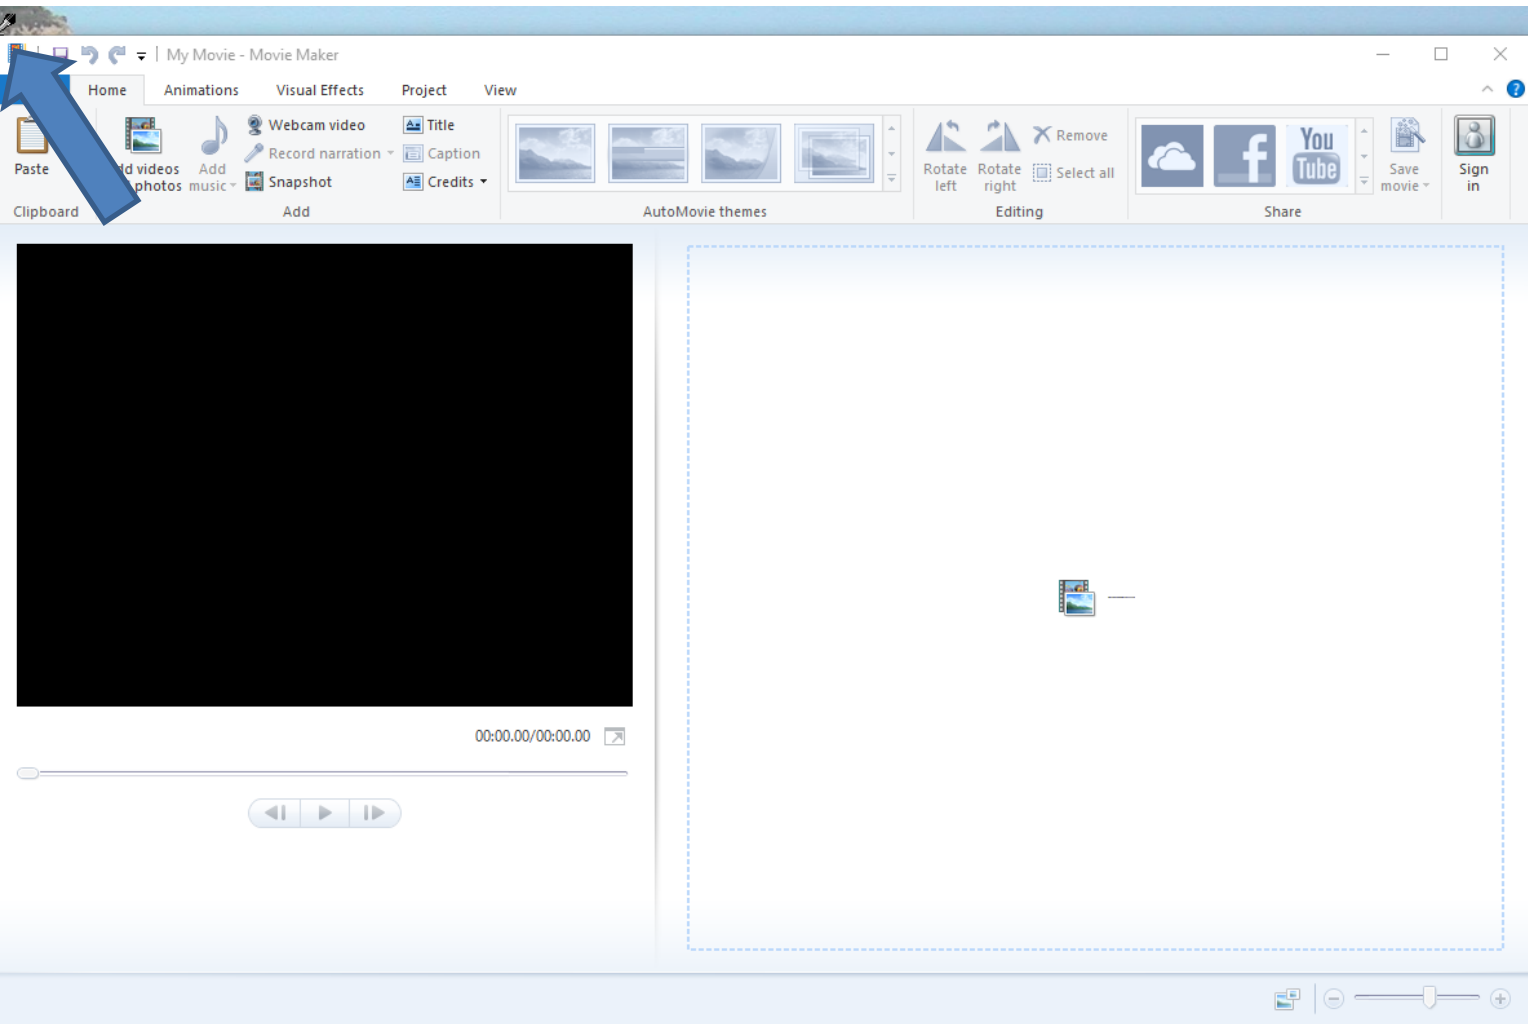 My Movie - Movie Maker
Home Animations Visual Effects Project View
Paste
Clipboard
videos
photos
Add
music
Webcam video
Record narration
Snapshot
Title
Caption
Credits
Add
AutoMovie themes
Rotate
left
Rotate
right
Remove
Select all
Editing
You
Tube
Share
Save
movie
Sign
in
00:00.00/00:00.00